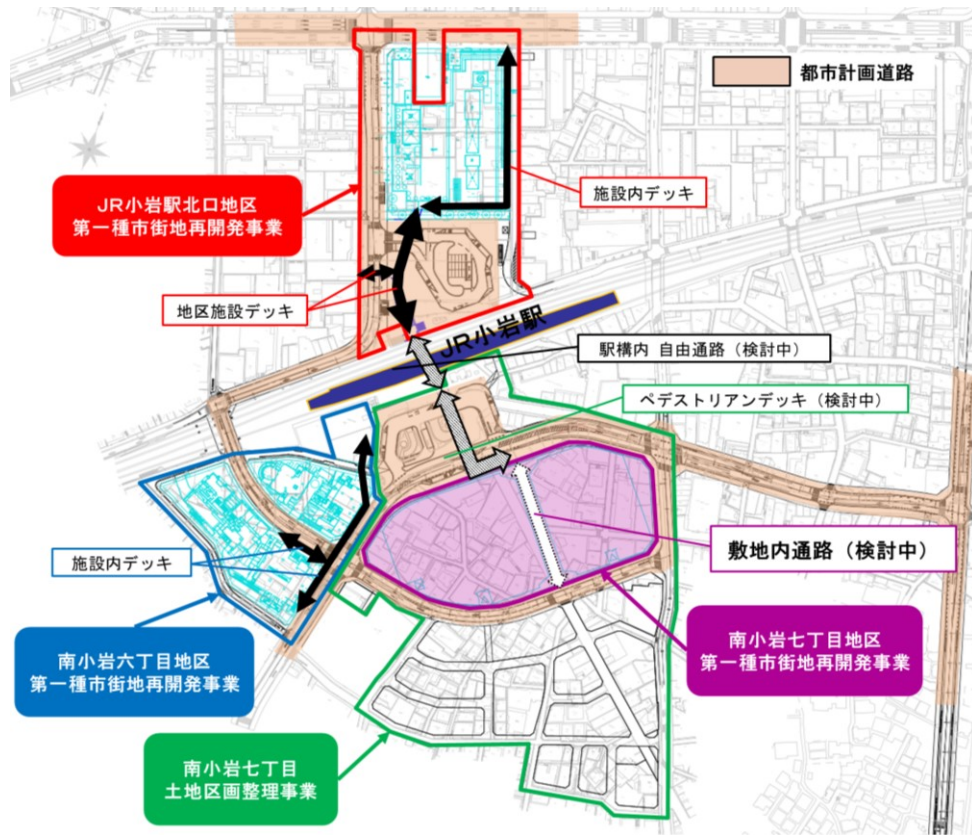 都市計画道路
JR小岩駅北口地区
第一種市街地再開発事業
施設内デッキ
地区施設デッキ
JR小岩駅
駅構内 自由通路(検討中)
ペデストリアンデッキ(検討中)
敷地内通路(検討中)
施設内デッキ
南小岩六丁目地区
第一種市街地再開発事業
南小岩七丁目地区
第一種市街地再開発事業
南小岩七丁目
土地区画整理事業